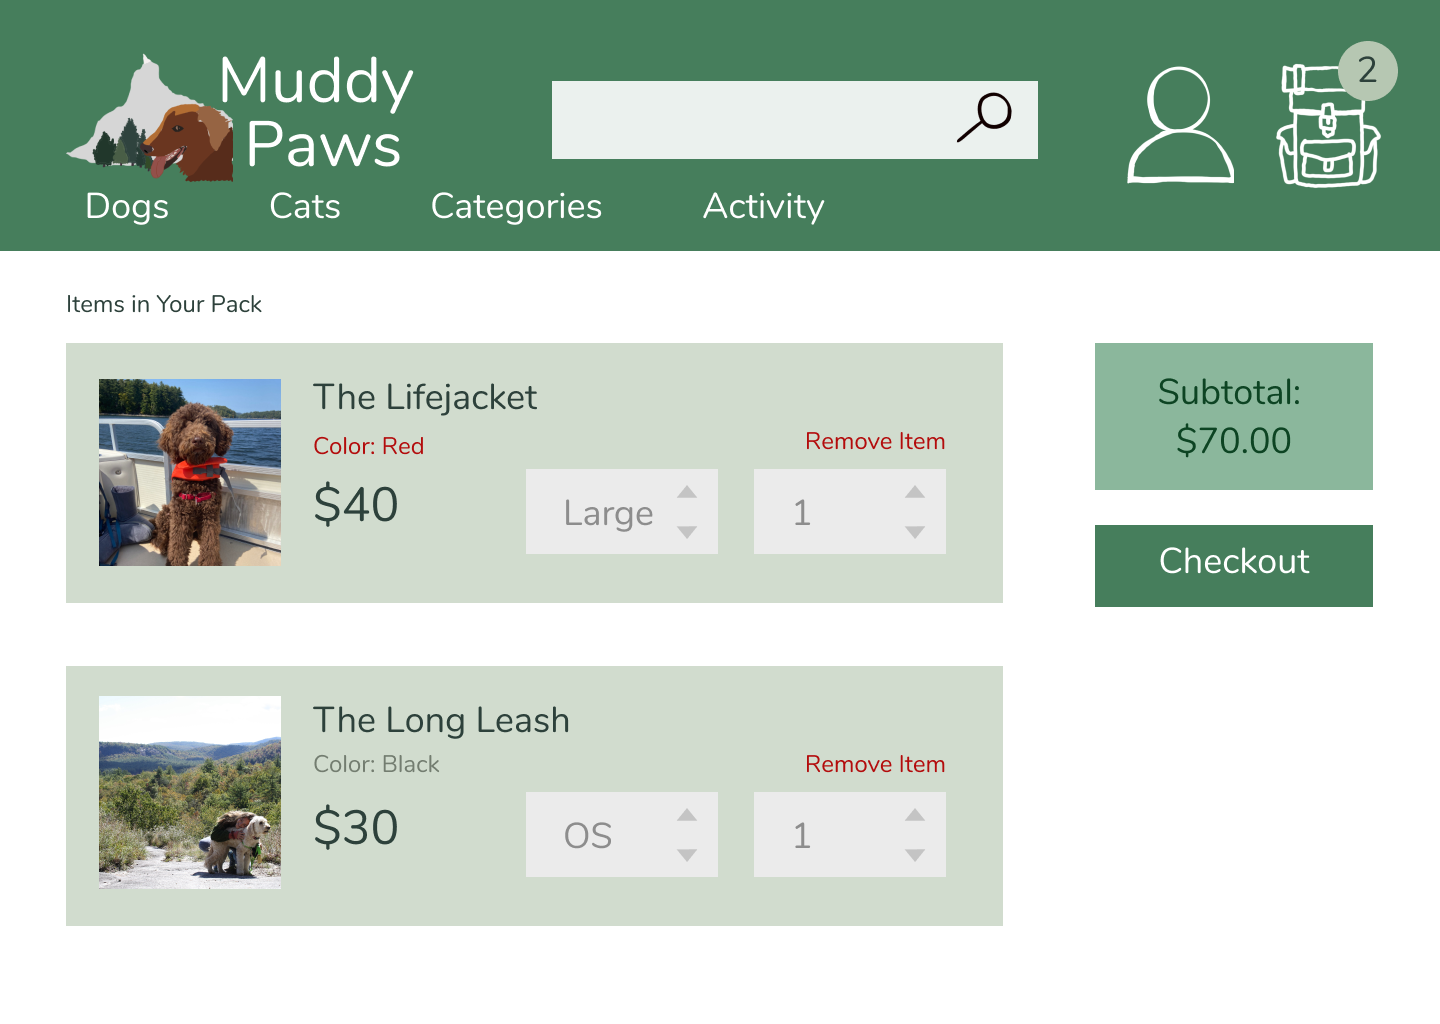 Muddy
Paws
2
Dogs Cats Categories Activity
Items in Your Pack
The Lifejacket
Color: Red
Remove Item
$40
Large
1
Subtotal:
$70.00
Checkout
The Long Leash
Color: Black
Remove Item
$30
OS
1